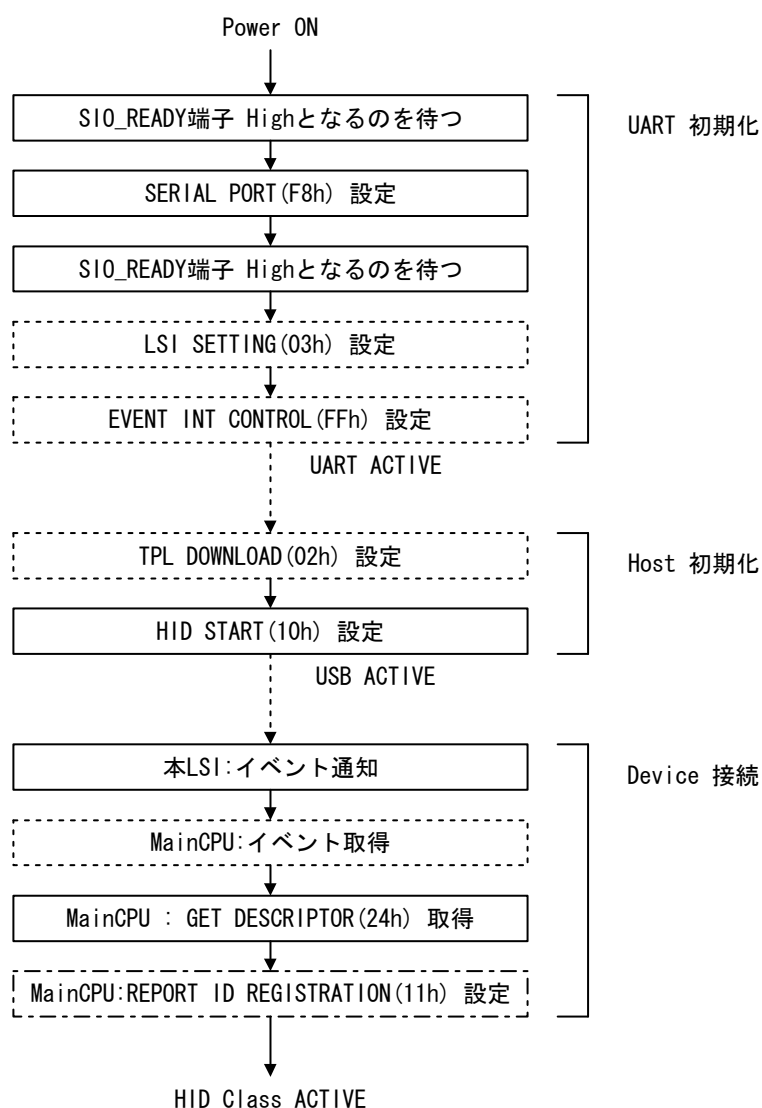 Power ON
SIO_READY端子 Highとなるのを待つ
UART 初期化
SERIAL PORT(F8h) 設定
SIO_READY端子 Highとなるのを待つ
LSI SETTING(03h) 設定
EVENT INT CONTROL(FFh) 設定
UART ACTIVE
TPL DOWNLOAD(02h) 設定
Host 初期化
HID START(10h) 設定
USB ACTIVE
本LSI:イベント通知
Device 接続
MainCPU:イベント取得
MainCPU : GET DESCRIPTOR(24h) 取得
MainCPU:REPORT ID REGISTRATION(11h) 設定
HID Class ACTIVE